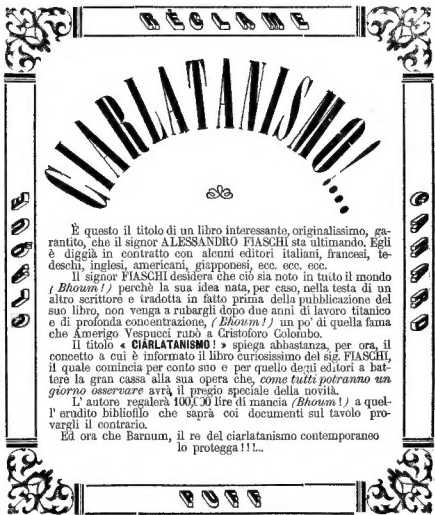 RÈCLAME
CIARLATANISMO!...
È questo il titolo di un libro interessante, originalissimo, ga-
rantito, che il signor ALESSANDRO FIASCHI sta ultimando. Egli
è diggià in contratto con alcuni editori italiani, francesi, te-
deschi, inglesi, americani, giapponesi, ecc. ecc. ecc.
Il signor FIASCHI desidera che ciò sia noto in tutto il mondo
(Bhoum!) perchè la sua idea nata, per caso, nella testa di un
altro scrittore e tradotta in fatto prima della pubblicazione del
suo libro, non venga a rubargli dopo due anni di lavoro titanico
e di profonda concentrazione, (Bhoum!) un po' di quella fama
che Amerigo Vespucci rubò a Cristoforo Colombo.
Il titolo « CIARLATANISMO! » spiega abbastanza, per ora, il
concetto a cui è informato il libro curiosissimo del sig. FIASCHI,
il quale comincia per conto suo e per quello degni editori a bat-
tere la gran cassa alla sua opera che, come tutti potranno un
giorno osservare avrà il pregio speciale della novità.
L' autore regalerà 100,000 lire di mancia (Bhoum!) a quel-
l' erudito bibliofilo che saprà coi documenti sul tavolo pro-
vargli il contrario.
Ed ora che Barnum, il re del ciarlatanismo contemporaneo
lo protegga!!!...
PUFF